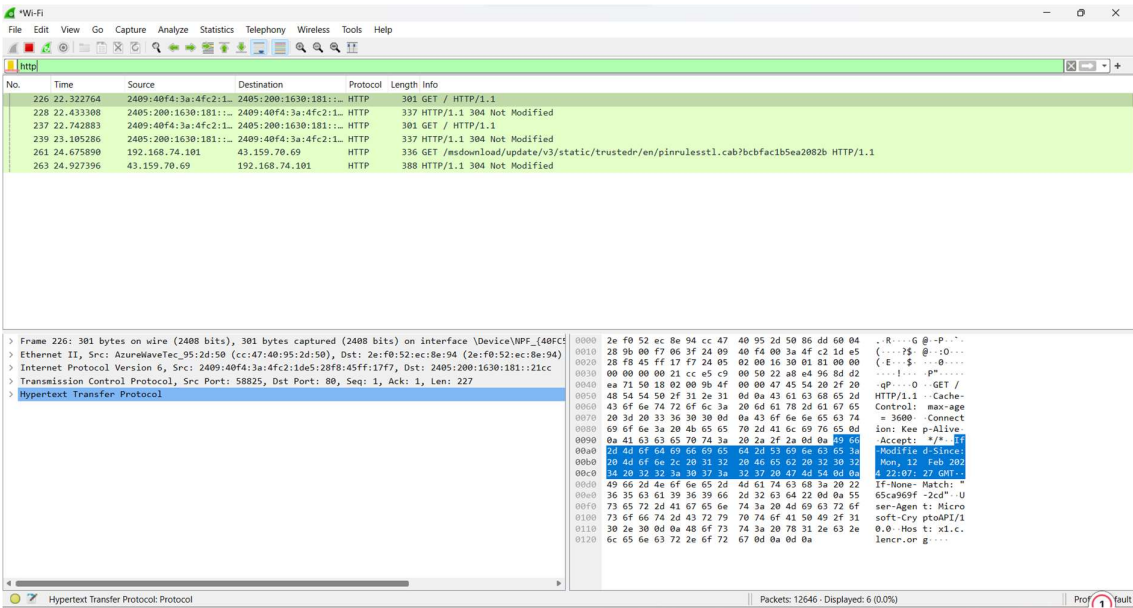 *Wi-Fi
File Edit View Go Capture Analyze Statistics Telephony Wireless Tools Help
http
No. Time Source Destination Protocol Length Info
226 22.322764 2409:40f4:3a:4fc2:1… 2405:200:1630:181::… HTTP 301 GET / HTTP/1.1
228 22.433308 2405:200:1630:181::… 2409:40f4:3a:4fc2:1… HTTP 337 HTTP/1.1 304 Not Modified
237 22.742883 2409:40f4:3a:4fc2:1… 2405:200:1630:181::… HTTP 301 GET / HTTP/1.1
239 23.105286 2405:200:1630:181::… 2409:40f4:3a:4fc2:1… HTTP 337 HTTP/1.1 304 Not Modified
261 24.675890 192.168.74.101 43.159.70.69 HTTP 336 GET /msdownload/update/v3/static/trustedr/en/pinrulesstl.cab?bcbfac1b5ea2082b HTTP/1.1
263 24.927396 43.159.70.69 192.168.74.101 HTTP 388 HTTP/1.1 304 Not Modified
> Frame 226: 301 bytes on wire (2408 bits), 301 bytes captured (2408 bits) on interface \Device\NPF_{40FC5
> Ethernet II, Src: AzureWaveTec_95:2d:50 (cc:47:40:95:2d:50), Dst: 2e:f0:52:ec:8e:94 (2e:f0:52:ec:8e:94)
> Internet Protocol Version 6, Src: 2409:40f4:3a:4fc2:1de5:28f8:45ff:17f7, Dst: 2405:200:1630:181::21cc
> Transmission Control Protocol, Src Port: 58825, Dst Port: 80, Seq: 1, Ack: 1, Len: 227
> Hypertext Transfer Protocol
0000 2e f0 52 ec 8e 94 cc 47 40 95 2d 50 86 dd 60 04 .·R····G @·-P··`·
0010 28 9b 00 f7 06 3f 24 09 40 f4 00 3a 4f c2 1d e5 (····?$· @··:O···
0020 28 f8 45 ff 17 f7 24 05 02 00 16 30 01 81 00 00 (·E···$· ···0····
0030 00 00 00 00 21 cc e5 c9 00 50 22 a8 e4 96 8d d2 ····!··· ·P"·····
0040 ea 71 50 18 02 00 9b 4f 00 00 47 45 54 20 2f 20 ·qP····O ··GET /
0050 48 54 54 50 2f 31 2e 31 0d 0a 43 61 63 68 65 2d HTTP/1.1 ··Cache-
0060 43 6f 6e 74 72 6f 6c 3a 20 6d 61 78 2d 61 67 65 Control: max-age
0070 20 3d 20 33 36 30 30 0d 0a 43 6f 6e 6e 65 63 74 = 3600· ·Connect
0080 69 6f 6e 3a 20 4b 65 65 70 2d 41 6c 69 76 65 0d ion: Kee p-Alive·
0090 0a 41 63 63 65 70 74 3a 20 2a 2f 2a 0d 0a 49 66 ·Accept: */*··If
00a0 2d 4d 6f 64 69 66 69 65 64 2d 53 69 6e 63 65 3a -Modifie d-Since:
00b0 20 4d 6f 6e 2c 20 31 32 20 46 65 62 20 32 30 32 Mon, 12 Feb 202
00c0 34 20 32 32 3a 30 37 3a 32 37 20 47 4d 54 0d 0a 4 22:07: 27 GMT··
00d0 49 66 2d 4e 6f 6e 65 2d 4d 61 74 63 68 3a 20 22 If-None- Match: "
00e0 36 35 63 61 39 36 39 66 2d 32 63 64 22 0d 0a 55 65ca969f -2cd"··U
00f0 73 65 72 2d 41 67 65 6e 74 3a 20 4d 69 63 72 6f ser-Agen t: Micro
0100 73 6f 66 74 2d 43 72 79 70 74 6f 41 50 49 2f 31 soft-Cry ptoAPI/1
0110 30 2e 30 0d 0a 48 6f 73 74 3a 20 78 31 2e 63 2e 0.0··Hos t: x1.c.
0120 6c 65 6e 63 72 2e 6f 72 67 0d 0a 0d 0a lencr.or g····
Hypertext Transfer Protocol: Protocol Packets: 12646 · Displayed: 6 (0.0%)
1